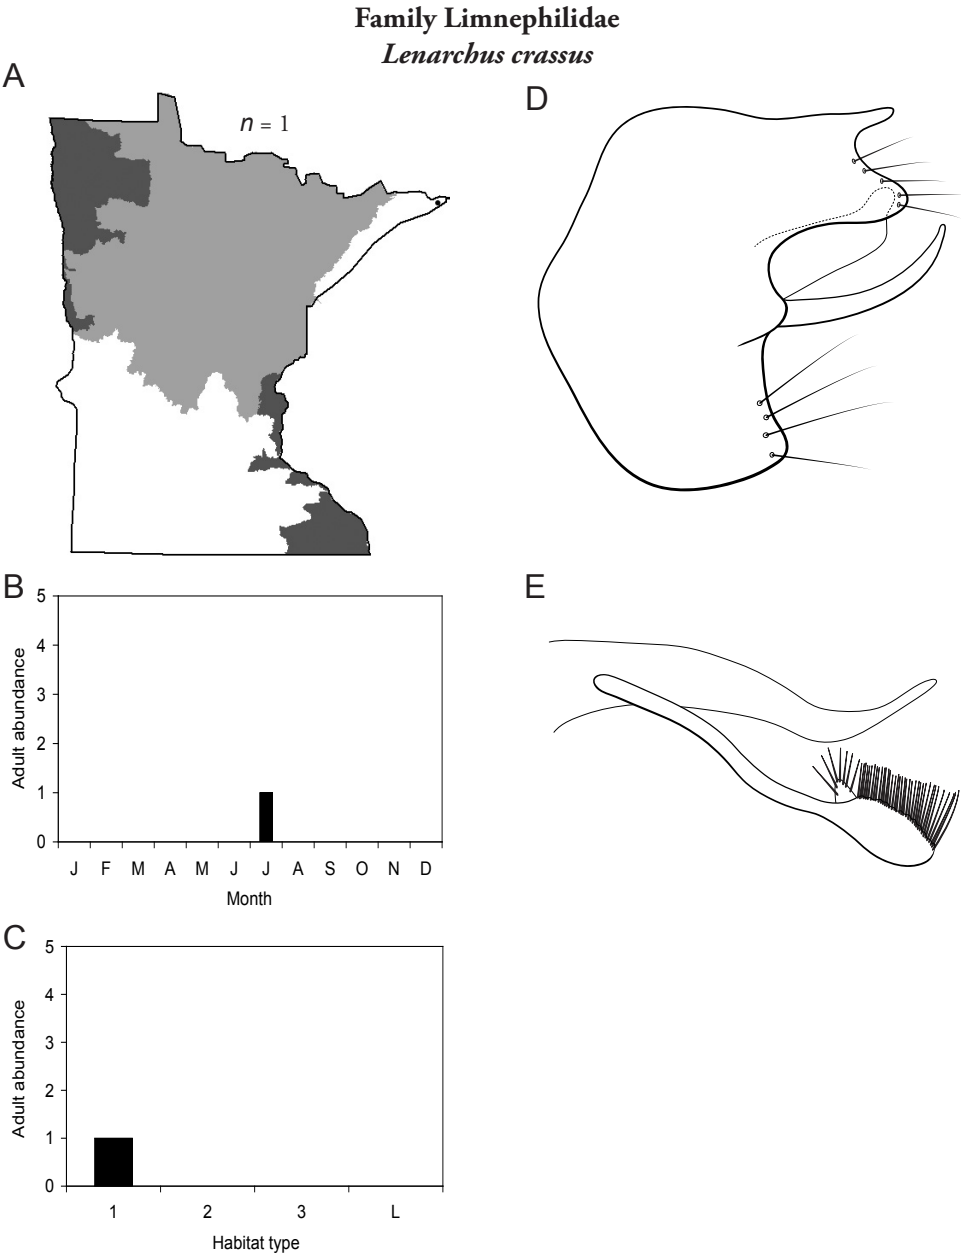 Family Limnephilidae
Lenarchus crassus
A
n = 1
D
B
5
4
3
2
1
0
Adult abundance
J F M A M J J A S O N D
Month
E
C
5
4
3
2
1
0
Adult abundance
1 2 3 L
Habitat type